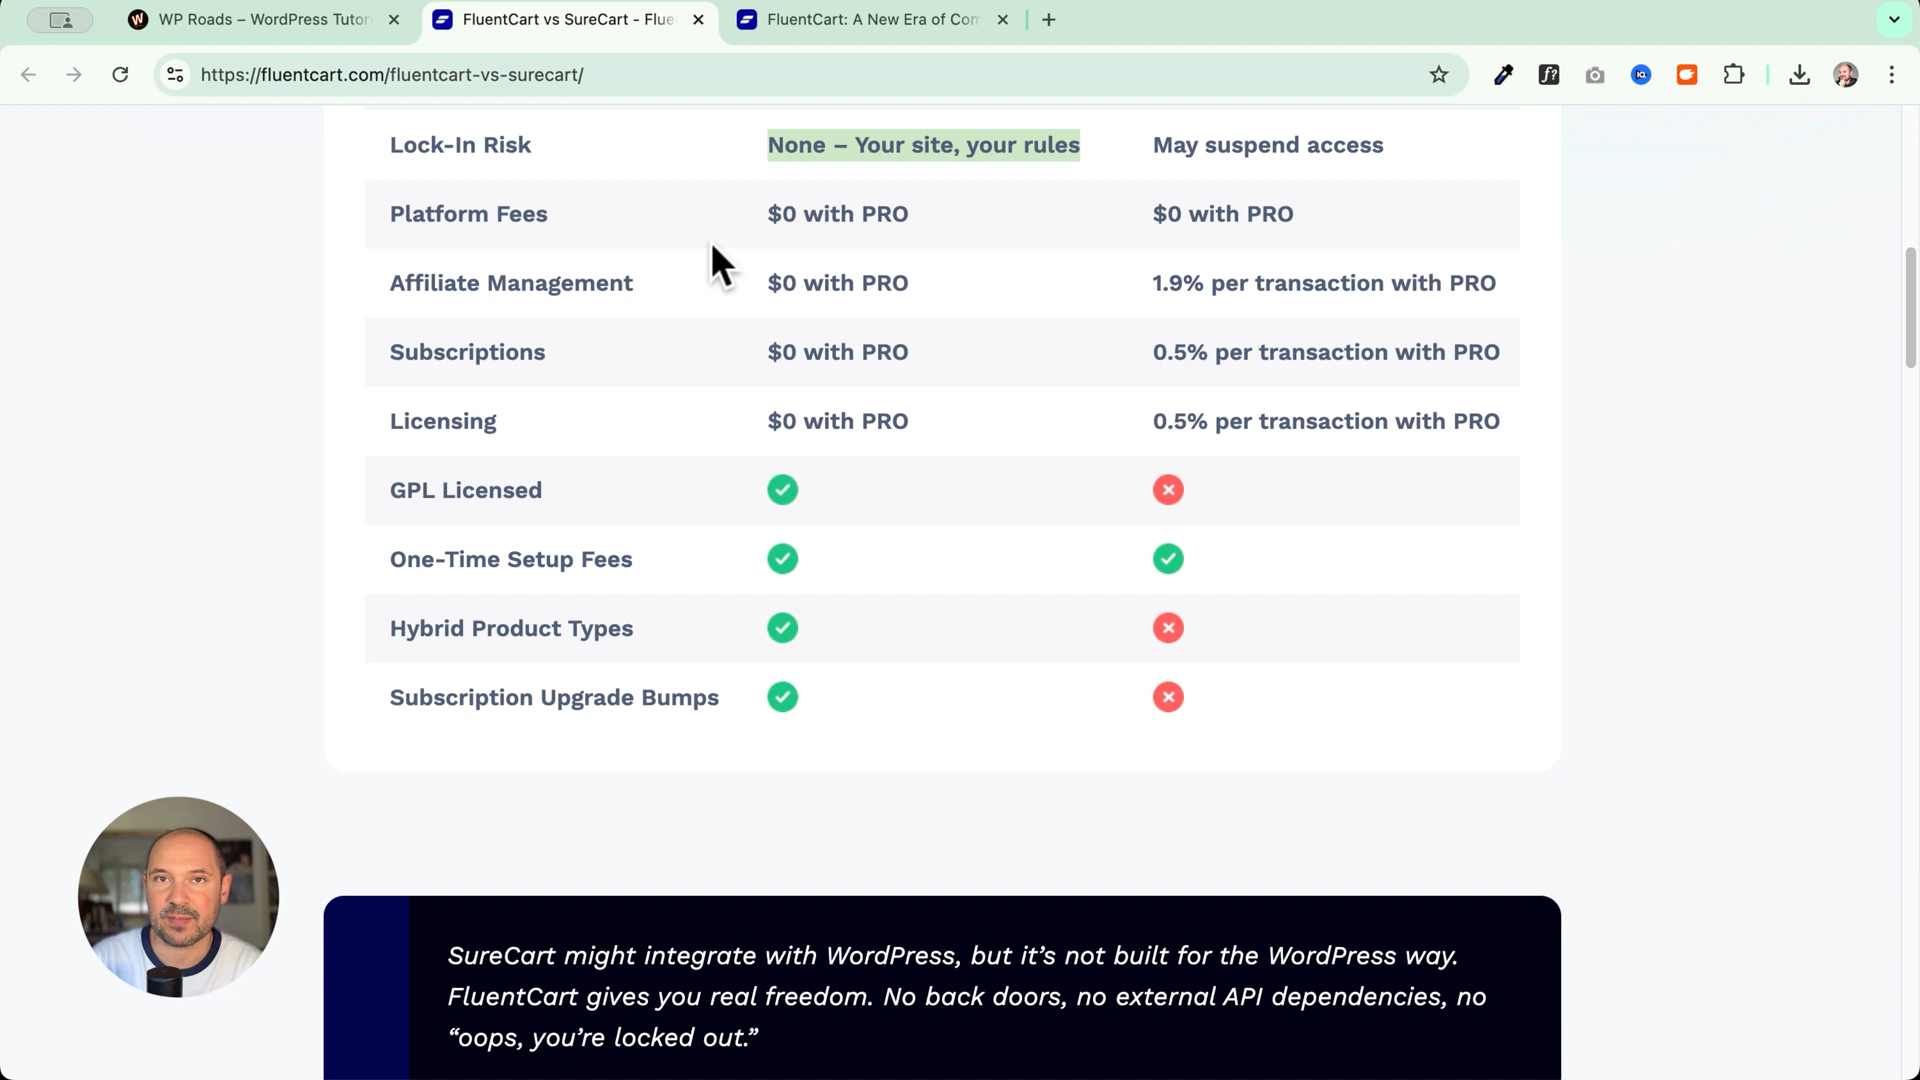 WP Roads – WordPress Tutor
FluentCart vs SureCart - Flue
FluentCart: A New Era of Com
https://fluentcart.com/fluentcart-vs-surecart/
Lock-In Risk None – Your site, your rules May suspend access
Platform Fees $0 with PRO $0 with PRO
Affiliate Management $0 with PRO 1.9% per transaction with PRO
Subscriptions $0 with PRO 0.5% per transaction with PRO
Licensing $0 with PRO 0.5% per transaction with PRO
GPL Licensed
One-Time Setup Fees
Hybrid Product Types
Subscription Upgrade Bumps
SureCart might integrate with WordPress, but it’s not built for the WordPress way.
FluentCart gives you real freedom. No back doors, no external API dependencies, no
“oops, you’re locked out.”